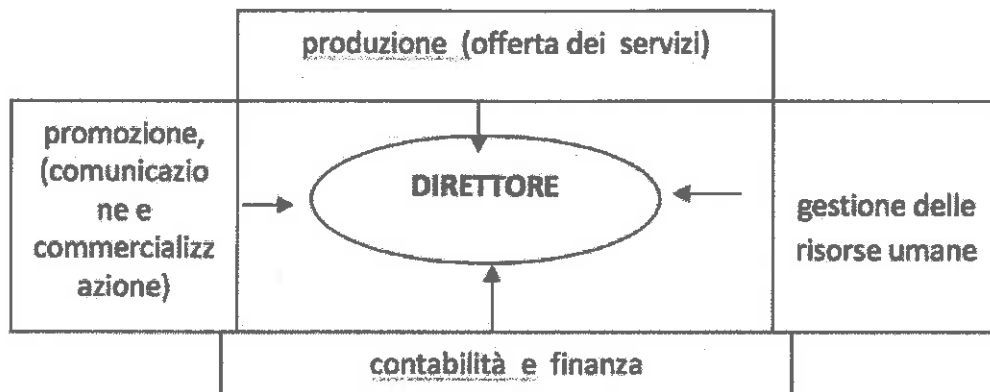 produzione (offerta dei servizi)
promozione,
(comunicazio
ne e
commercializz
azione)
DIRETTORE
gestione delle
risorse umane
contabilità e finanza